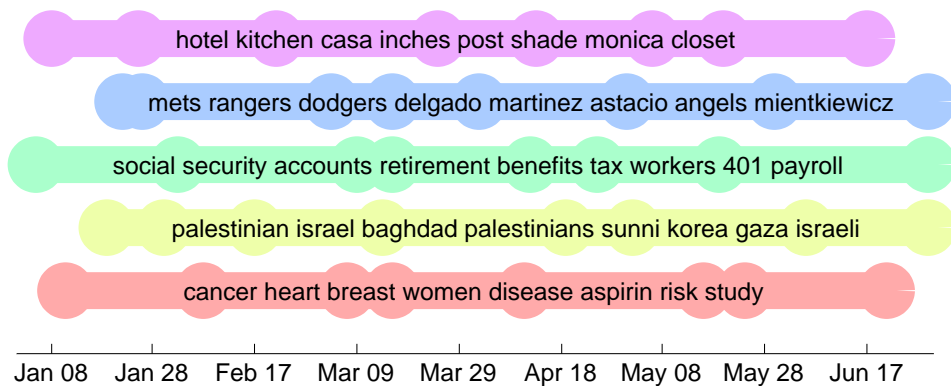 hotel kitchen casa inches post shade monica closet
mets rangers dodgers delgado martinez astacio angels mientkiewicz
social security accounts retirement benefits tax workers 401 payroll
palestinian israel baghdad palestinians sunni korea gaza israeli
cancer heart breast women disease aspirin risk study
Jan 08 Jan 28 Feb 17 Mar 09 Mar 29 Apr 18 May 08 May 28 Jun 17